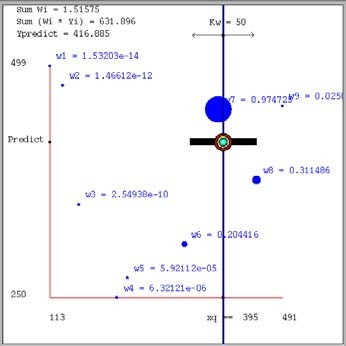 Sum Wi = 1.51575
Sum (Wi * Yi) = 631.896
Ypredict = 416.885
Kw = 50
w1 = 1.53203e-14
499
w2 = 1.46612e-12
w7 = 0.974725
w9 = 0.0250
Predict
w8 = 0.311486
w3 = 2.54938e-10
w6 = 0.204416
w5 = 5.92112e-05
w4 = 6.32121e-06
250
113
xq == 395
491